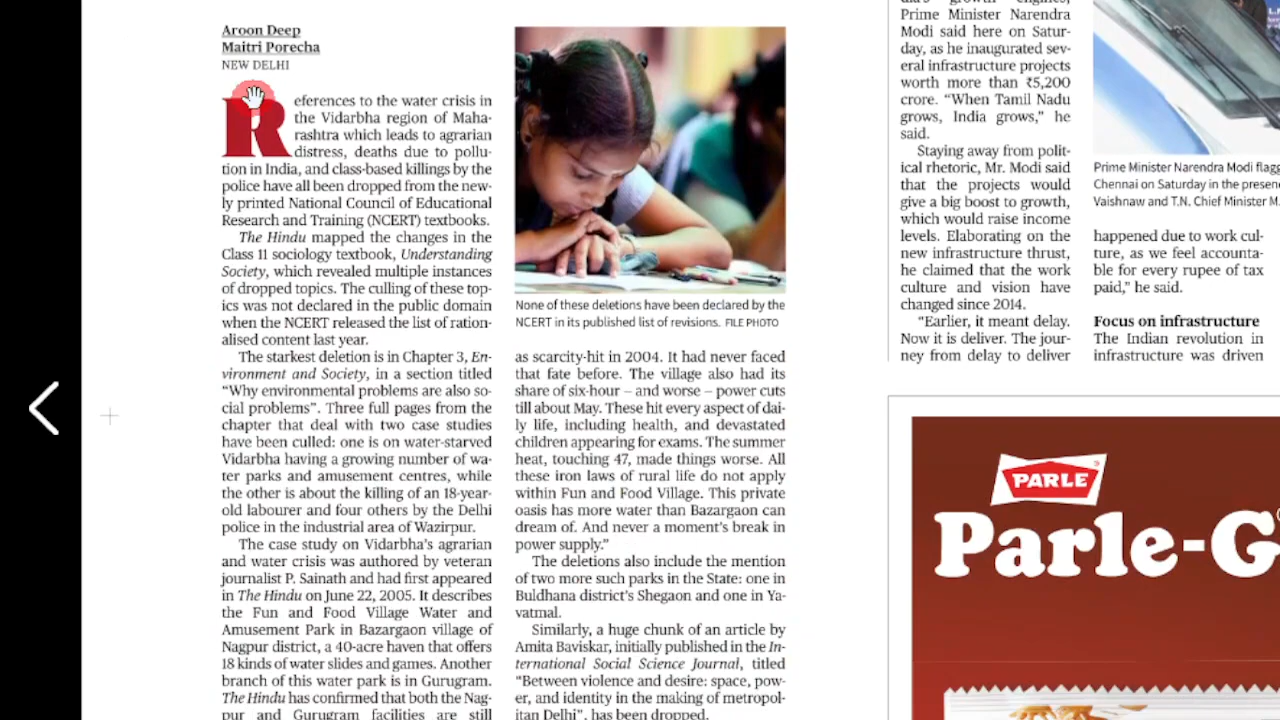 Aroon Deep
Maitri Porecha
NEW DELHI
References to the water crisis in
the Vidarbha region of Maha-
rashtra which leads to agrarian
distress, deaths due to pollu-
tion in India, and class-based killings by the
police have all been dropped from the new-
ly printed National Council of Educational
Research and Training (NCERT) textbooks.
The Hindu mapped the changes in the
Class 11 sociology textbook, Understanding
Society, which revealed multiple instances
of dropped topics. The culling of these top-
ics was not declared in the public domain
when the NCERT released the list of ration-
alised content last year.
The starkest deletion is in Chapter 3, En-
vironment and Society, in a section titled
“Why environmental problems are also so-
cial problems”. Three full pages from the
chapter that deal with two case studies
have been culled: one is on water-starved
Vidarbha having a growing number of wa-
ter parks and amusement centres, while
the other is about the killing of an 18-year-
old labourer and four others by the Delhi
police in the industrial area of Wazirpur.
The case study on Vidarbha’s agrarian
and water crisis was authored by veteran
journalist P. Sainath and had first appeared
in The Hindu on June 22, 2005. It describes
the Fun and Food Village Water and
Amusement Park in Bazargaon village of
Nagpur district, a 40-acre haven that offers
18 kinds of water slides and games. Another
branch of this water park is in Gurugram.
The Hindu has confirmed that both the Nag-
pur and Gurugram facilities are still
None of these deletions have been declared by the
NCERT in its published list of revisions. FILE PHOTO
as scarcity-hit in 2004. It had never faced
that fate before. The village also had its
share of six-hour – and worse – power cuts
till about May. These hit every aspect of dai-
ly life, including health, and devastated
children appearing for exams. The summer
heat, touching 47, made things worse. All
these iron laws of rural life do not apply
within Fun and Food Village. This private
oasis has more water than Bazargaon can
dream of. And never a moment’s break in
power supply.”
The deletions also include the mention
of two more such parks in the State: one in
Buldhana district’s Shegaon and one in Ya-
vatmal.
Similarly, a huge chunk of an article by
Amita Baviskar, initially published in the In-
ternational Social Science Journal, titled
“Between violence and desire: space, pow-
er, and identity in the making of metropol-
itan Delhi”, has been dropped.
dia’s growth engines,
Prime Minister Narendra
Modi said here on Satur-
day, as he inaugurated sev-
eral infrastructure projects
worth more than ₹5,200
crore. “When Tamil Nadu
grows, India grows,” he
said.
Staying away from polit-
ical rhetoric, Mr. Modi said
that the projects would
give a big boost to growth,
which would raise income
levels. Elaborating on the
new infrastructure thrust,
he claimed that the work
culture and vision have
changed since 2014.
“Earlier, it meant delay.
Now it is deliver. The jour-
ney from delay to deliver
Prime Minister Narendra Modi flagg
Chennai on Saturday in the presen
Vaishnaw and T.N. Chief Minister M.
happened due to work cul-
ture, as we feel accounta-
ble for every rupee of tax
paid,” he said.
Focus on infrastructure
The Indian revolution in
infrastructure was driven
PARLE
Parle-G